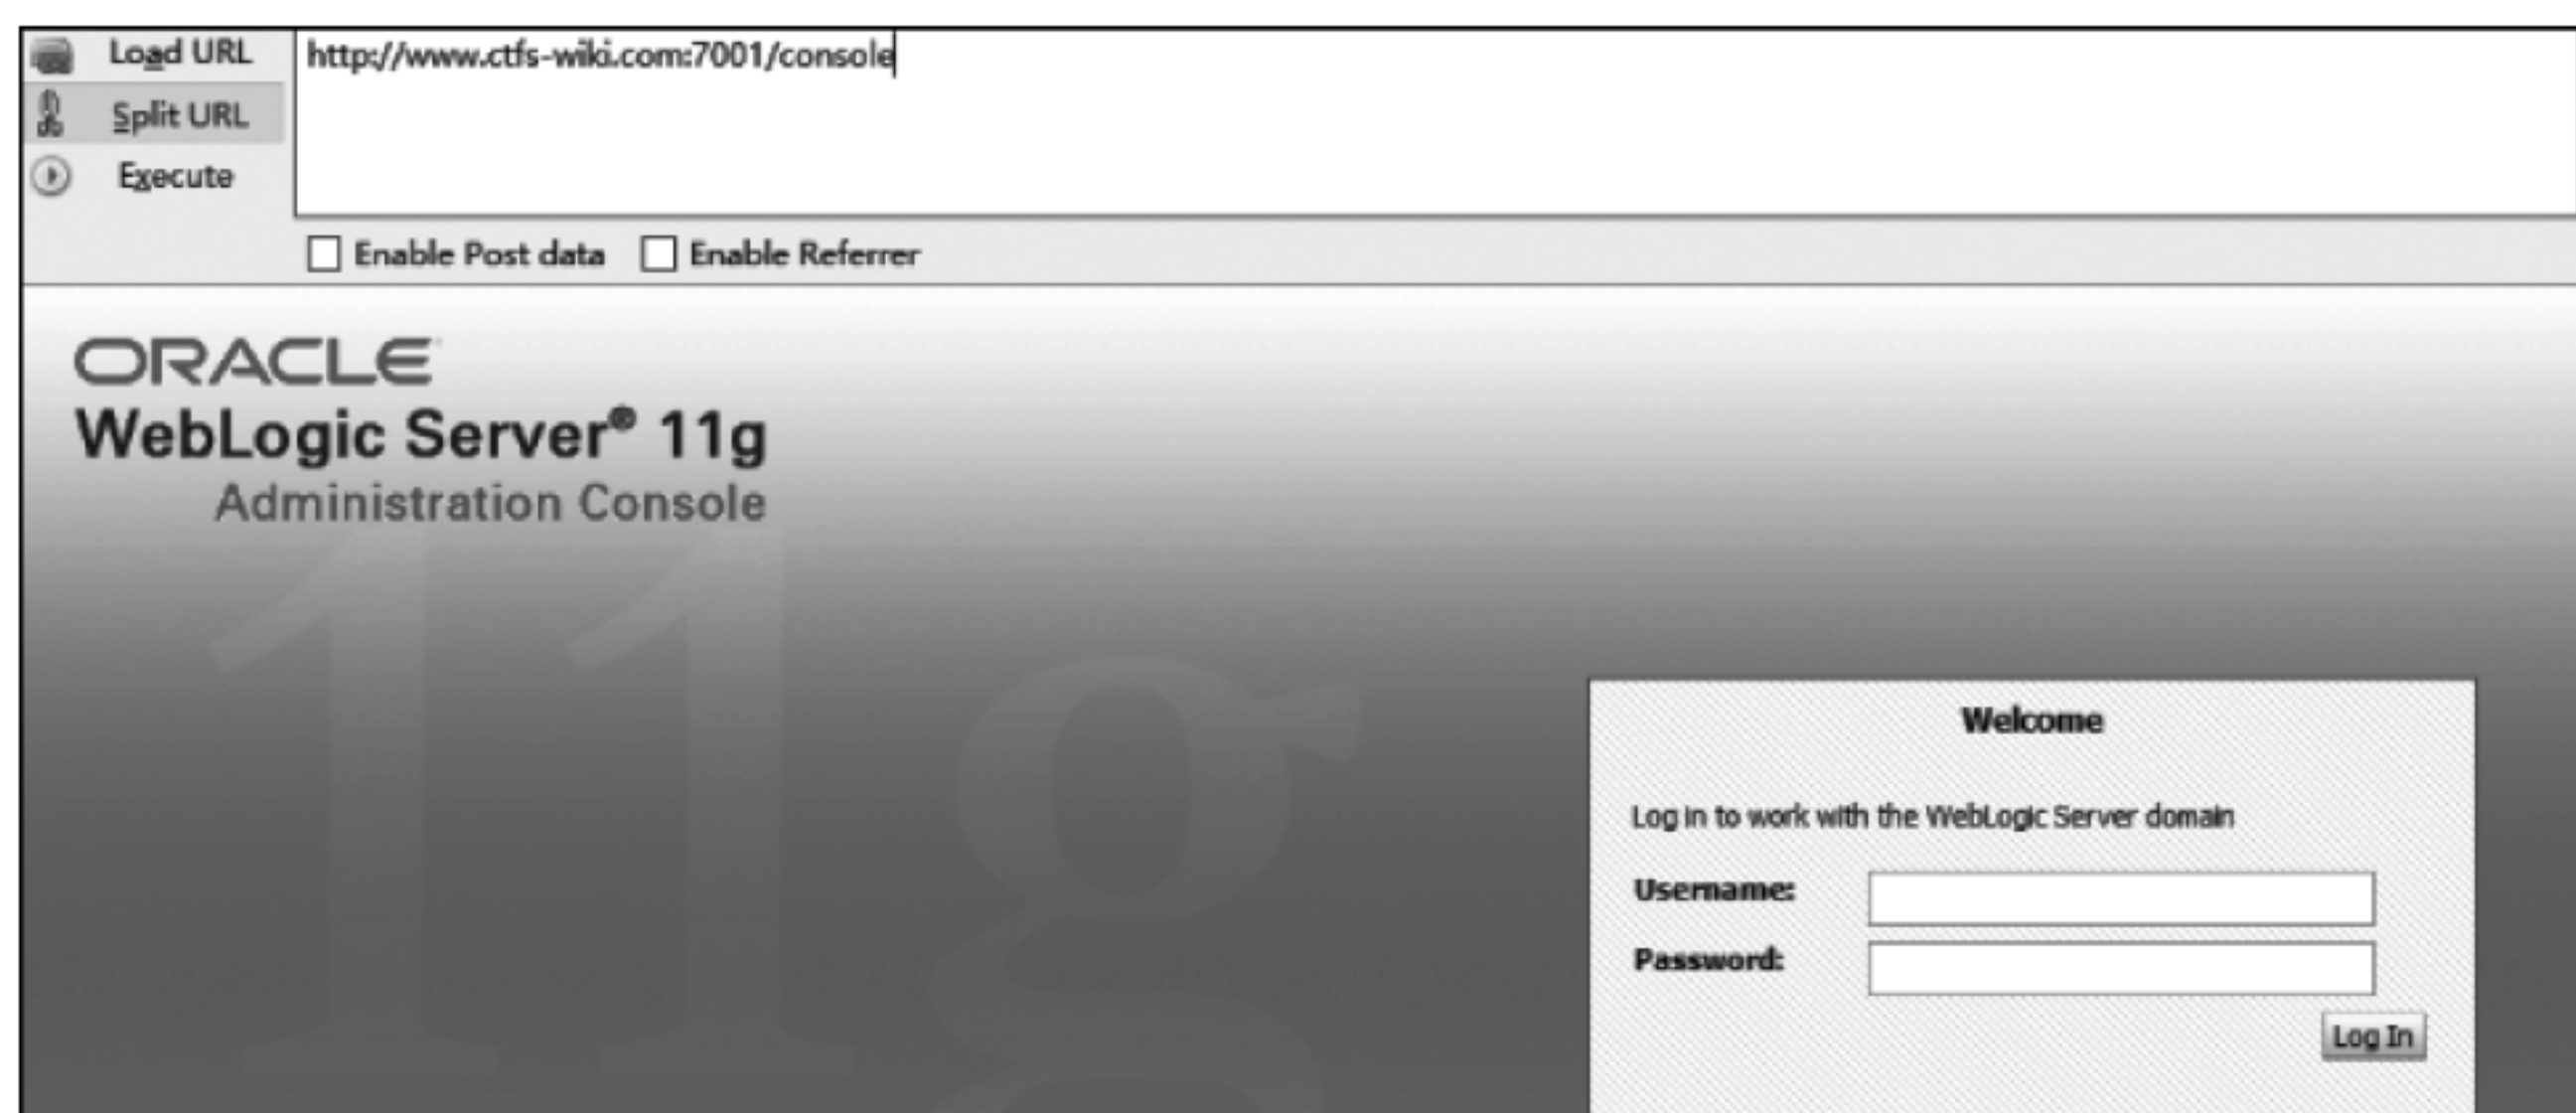 Load URL
http://www.ctfs-wiki.com:7001/console
Split URL
Execute
Enable Post data
Enable Referrer
ORACLE
WebLogic Server® 11g
Administration Console
11g
Welcome
Log in to work with the WebLogic Server domain
Username:
Password:
Log In